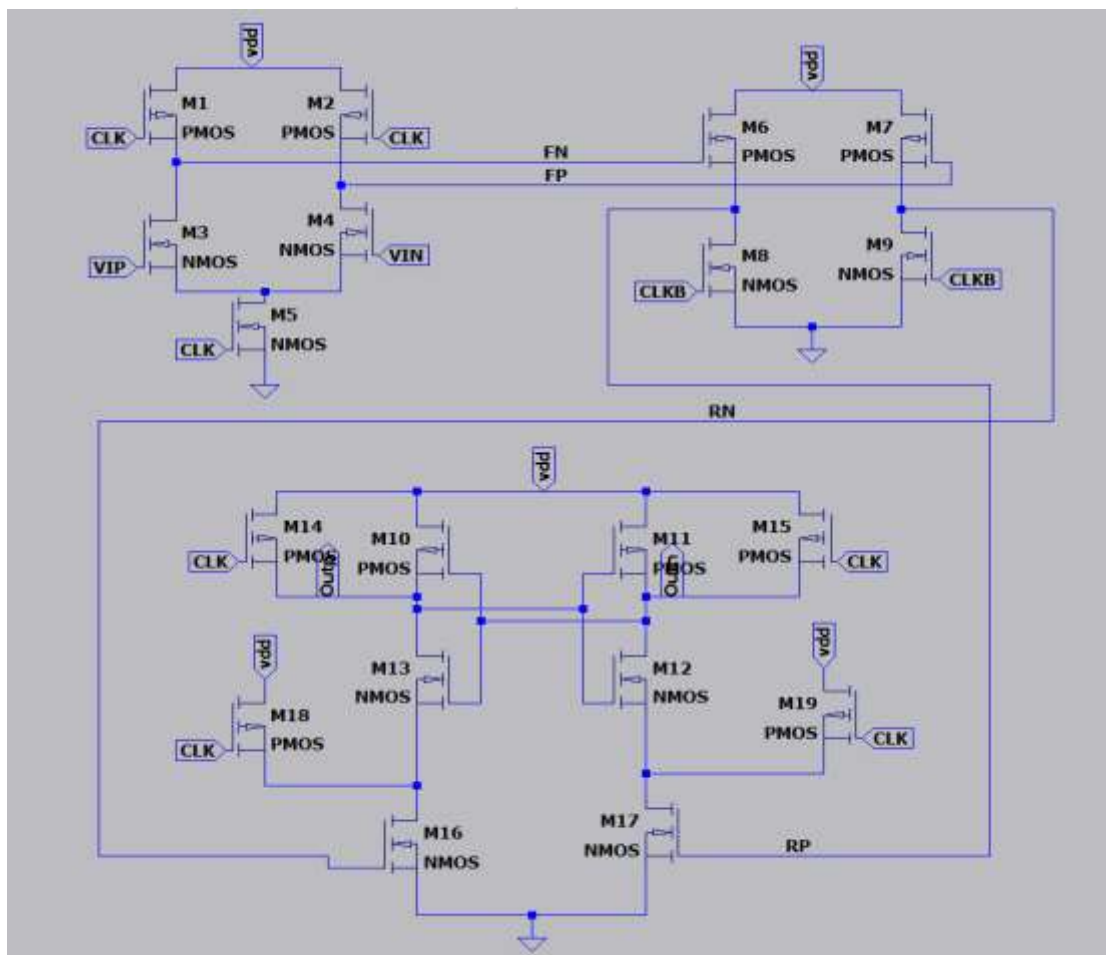 vdd
vdd
M1
M2
PMOS
PMOS
CLK
CLK
M6
M7
PMOS
PMOS
FN
FP
M3
M4
NMOS
NMOS
VIP
VIN
M8
M9
NMOS
NMOS
CLKB
CLKB
M5
NMOS
CLK
RN
vdd
M14
M10
M11
M15
PMOS
PMOS
PMOS
PMOS
CLK
CLK
Outp
Outn
vdd
vdd
M13
M12
NMOS
NMOS
M18
M19
PMOS
PMOS
CLK
CLK
M16
M17
NMOS
NMOS
RP